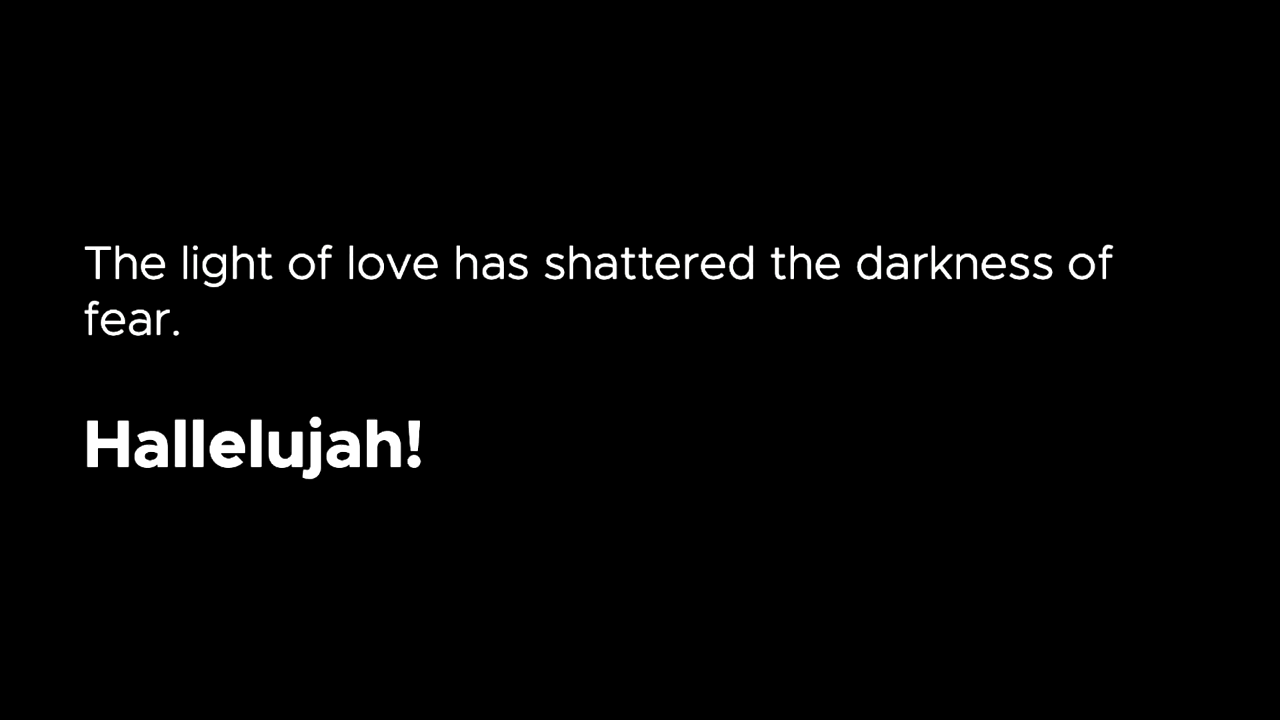 The light of love has shattered the darkness of
fear.
Hallelujah!